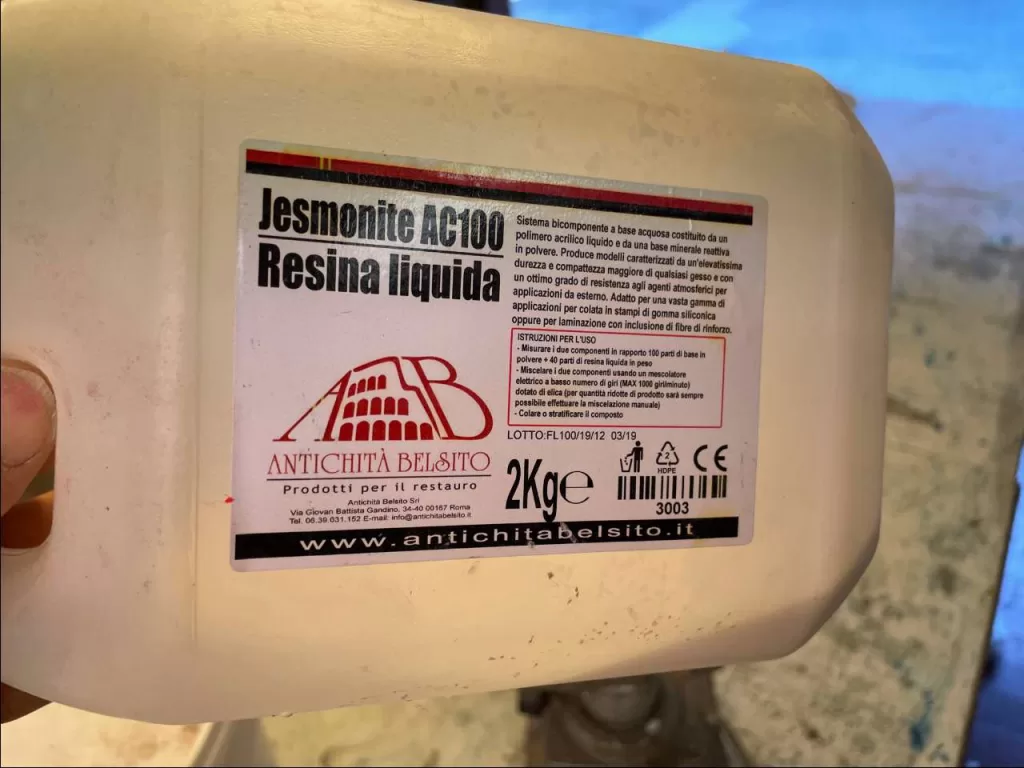 Jesmonite AC100
Resina liquida
Sistema bicomponente a base acquosa costituito da un
polimero acrilico liquido e da una base minerale reattiva
in polvere. Produce modelli caratterizzati da un'elevatissima
durezza e compattezza maggiore di qualsiasi gesso e con
un ottimo grado di resistenza agli agenti atmosferici per
applicazioni da esterno. Adatto per una vasta gamma di
applicazioni per colata in stampi di gomma siliconica
oppure per laminazione con inclusione di fibre di rinforzo.
ISTRUZIONI PER L'USO
- Misurare i due componenti in rapporto 100 parti di base in
polvere + 40 parti di resina liquida in peso
- Miscelare i due componenti usando un mescolatore
elettrico a basso numero di giri (MAX 1000 giri/minuto)
dotato di elica (per quantità ridotte di prodotto sarà sempre
possibile effettuare la miscelazione manuale)
- Colare o stratificare il composto
LOTTO:FL100/19/12 03/19
AB
ANTICHITÀ BELSITO
Prodotti per il restauro
Antichità Belsito Srl
Via Giovan Battista Gandino, 34-40 00167 Roma
Tel. 06.39.631.152 E-mail: info@antichitabelsito.it
2Kg e
2
HDPE
CE
3003
www.antichitabelsito.it